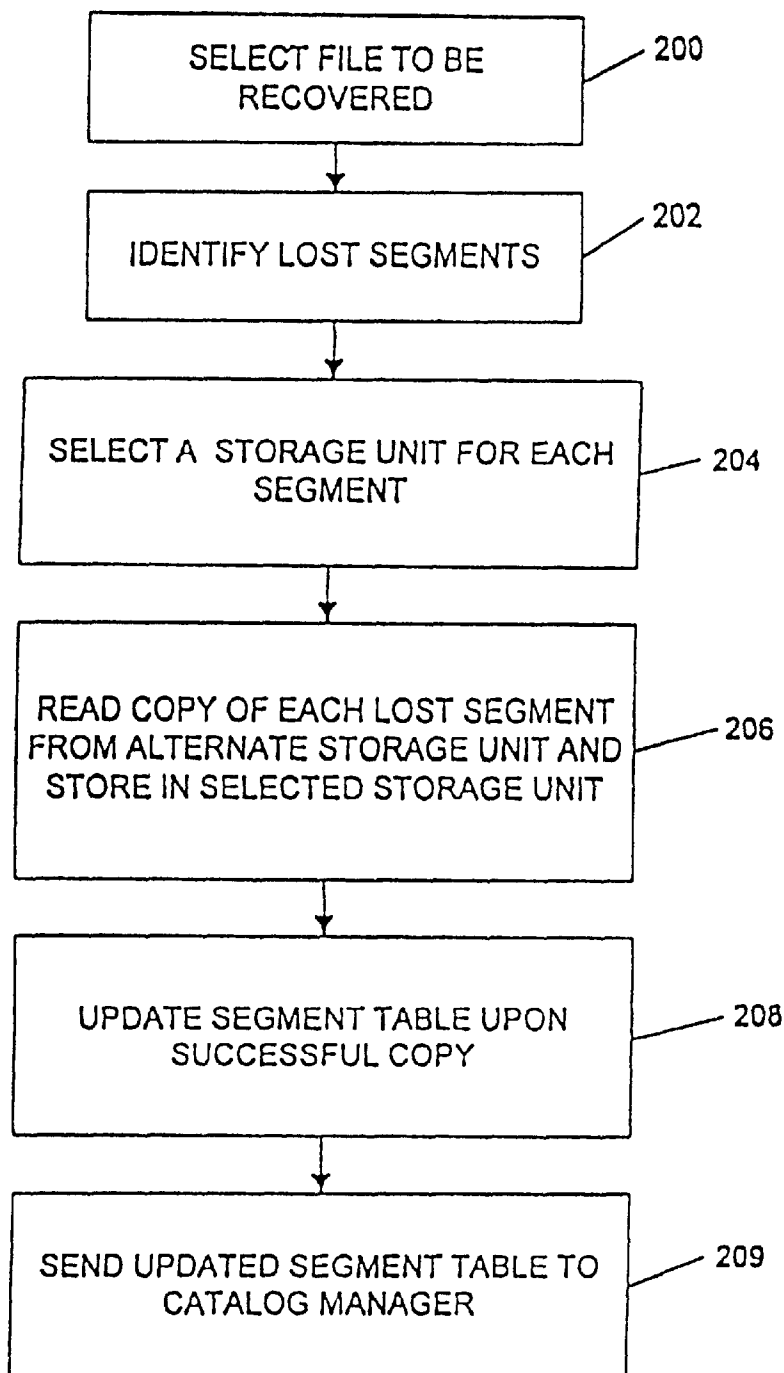 SELECT FILE TO BE
RECOVERED
200
IDENTIFY LOST SEGMENTS
202
SELECT A STORAGE UNIT FOR EACH
SEGMENT
204
READ COPY OF EACH LOST SEGMENT
FROM ALTERNATE STORAGE UNIT AND
STORE IN SELECTED STORAGE UNIT
206
UPDATE SEGMENT TABLE UPON
SUCCESSFUL COPY
208
SEND UPDATED SEGMENT TABLE TO
CATALOG MANAGER
209